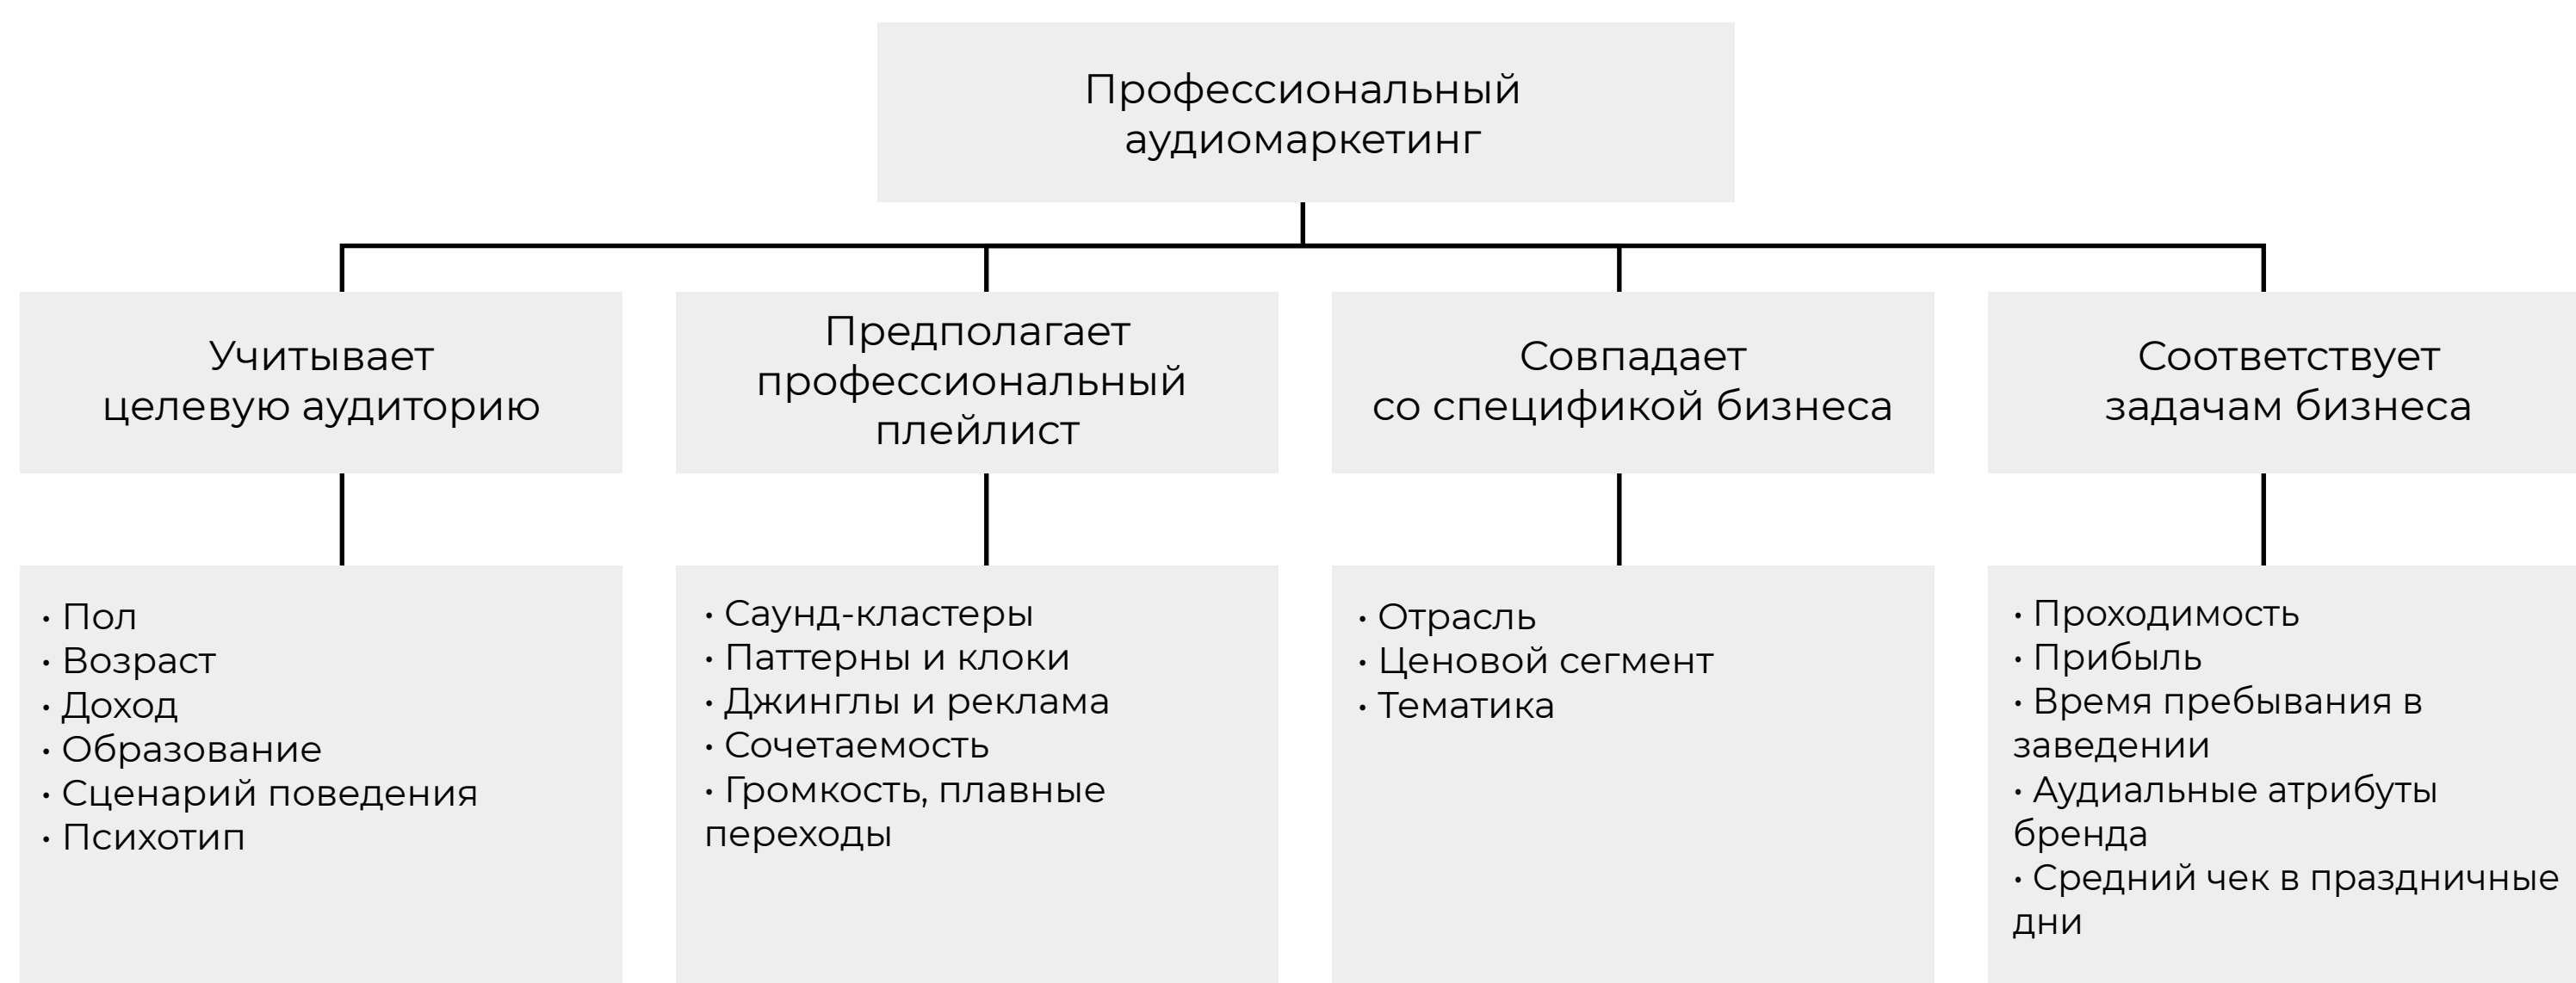 Профессиональный
аудиомаркетинг
Учитывает
целевую аудиторию
Предполагает
профессиональный
плейлист
Совпадает
со спецификой бизнеса
Соответствует
задачам бизнеса
· Пол
· Возраст
· Доход
· Образование
· Сценарий поведения
· Психотип
· Саунд-кластеры
· Паттерны и клоки
· Джинглы и реклама
· Сочетаемость
· Громкость, плавные
переходы
· Отрасль
· Ценовой сегмент
· Тематика
· Проходимость
· Прибыль
· Время пребывания в
заведении
· Аудиальные атрибуты
бренда
· Средний чек в праздничные
дни